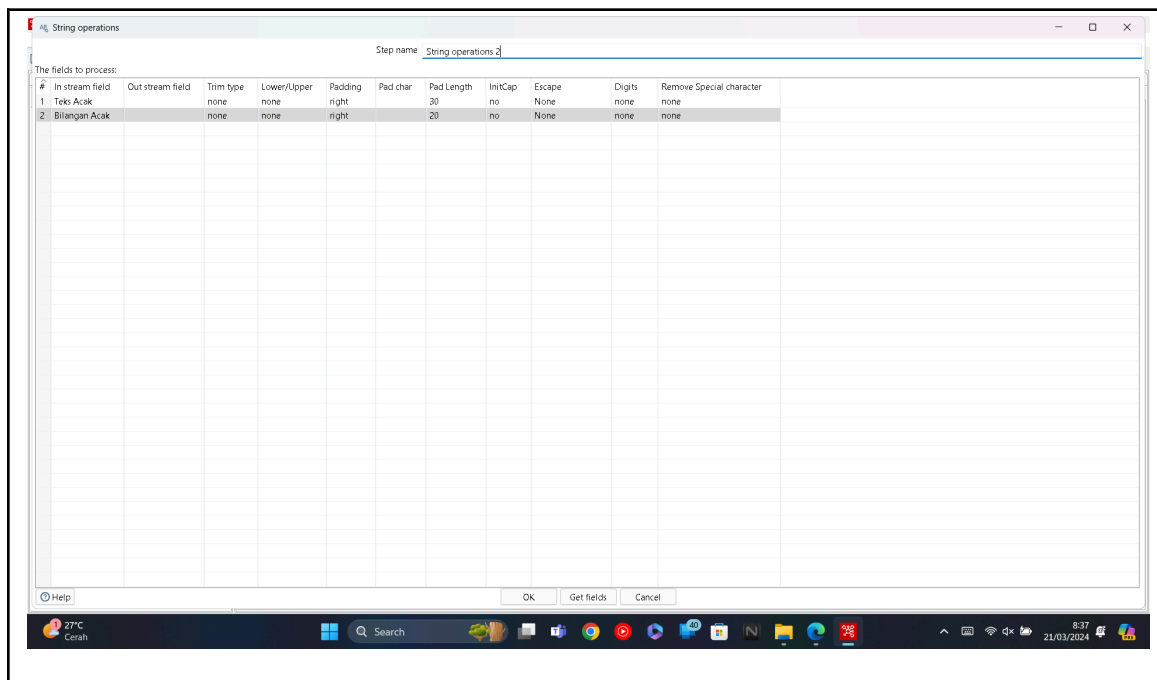 String operations
Step name String operations 2
The fields to process:
# In stream field Out stream field Trim type Lower/Upper Padding Pad char Pad Length InitCap Escape Digits Remove Special character
1 Teks Acak none none right 30 no None none none
2 Bilangan Acak none none right 20 no None none none
Help OK Get fields Cancel
1 27°C
Cerah
Search
40
N
PRE
8:37
21/03/2024